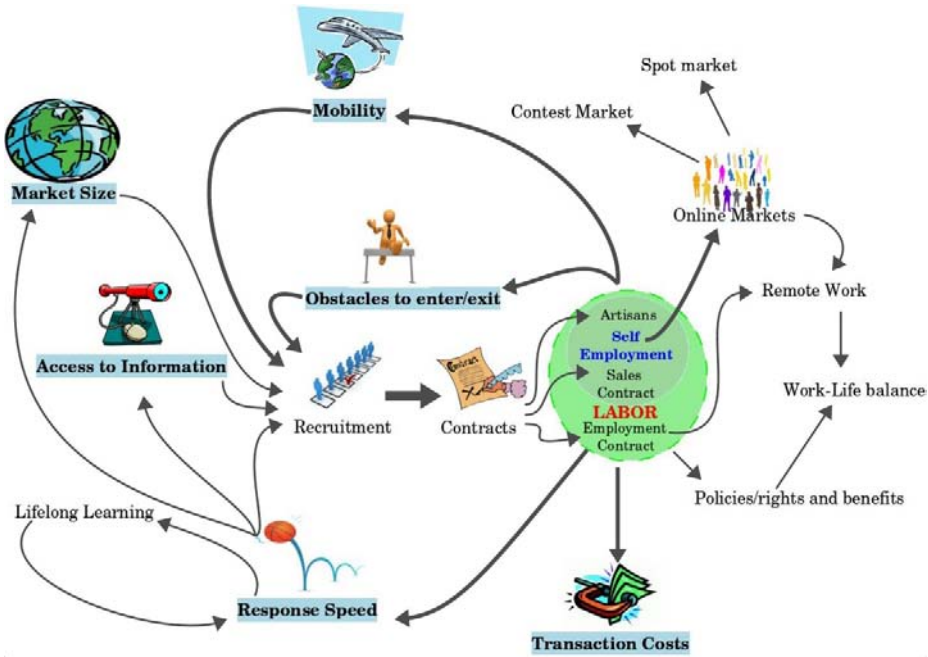 Spot market
Mobility
Contest Market
Market Size
Online Markets
Obstacles to enter/exit
Remote Work
Artisans
Self
Employment
Access to Information
Contract
Sales
Contract
Work-Life balance
LABOR
Recruitment
Contracts
Employment
Contract
Policies/rights and benefits
Lifelong Learning
Response Speed
Transaction Costs